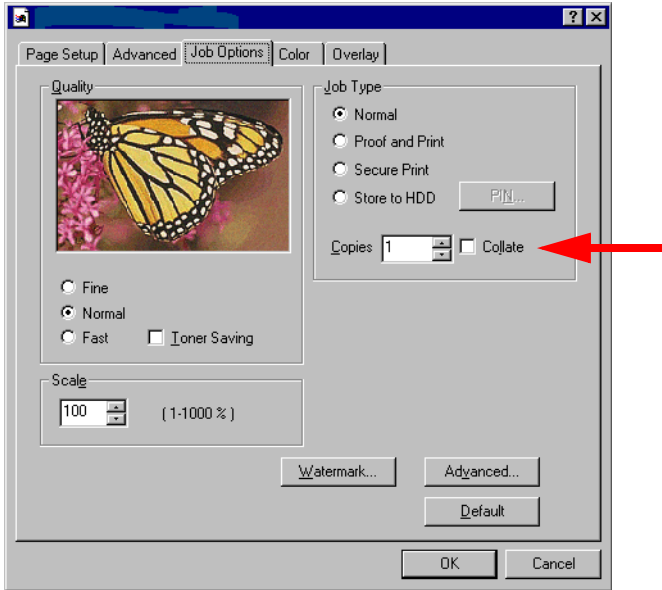 Page Setup Advanced Job Options Color Overlay
Quality
Fine
Normal
Fast Toner Saving
Scale
100 (1-1000 %)
Job Type
Normal
Proof and Print
Secure Print
Store to HDD PIN...
Copies 1 Collate
Watermark... Advanced...
Default
OK Cancel